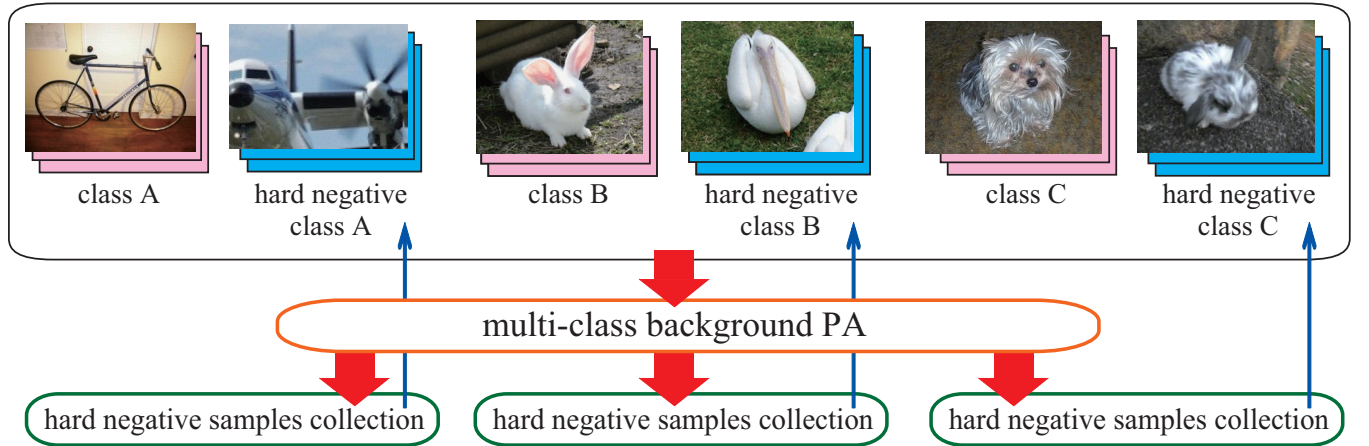 class A
hard negative
class A
class B
hard negative
class B
class C
hard negative
class C
multi-class background PA
hard negative samples collection
hard negative samples collection
hard negative samples collection